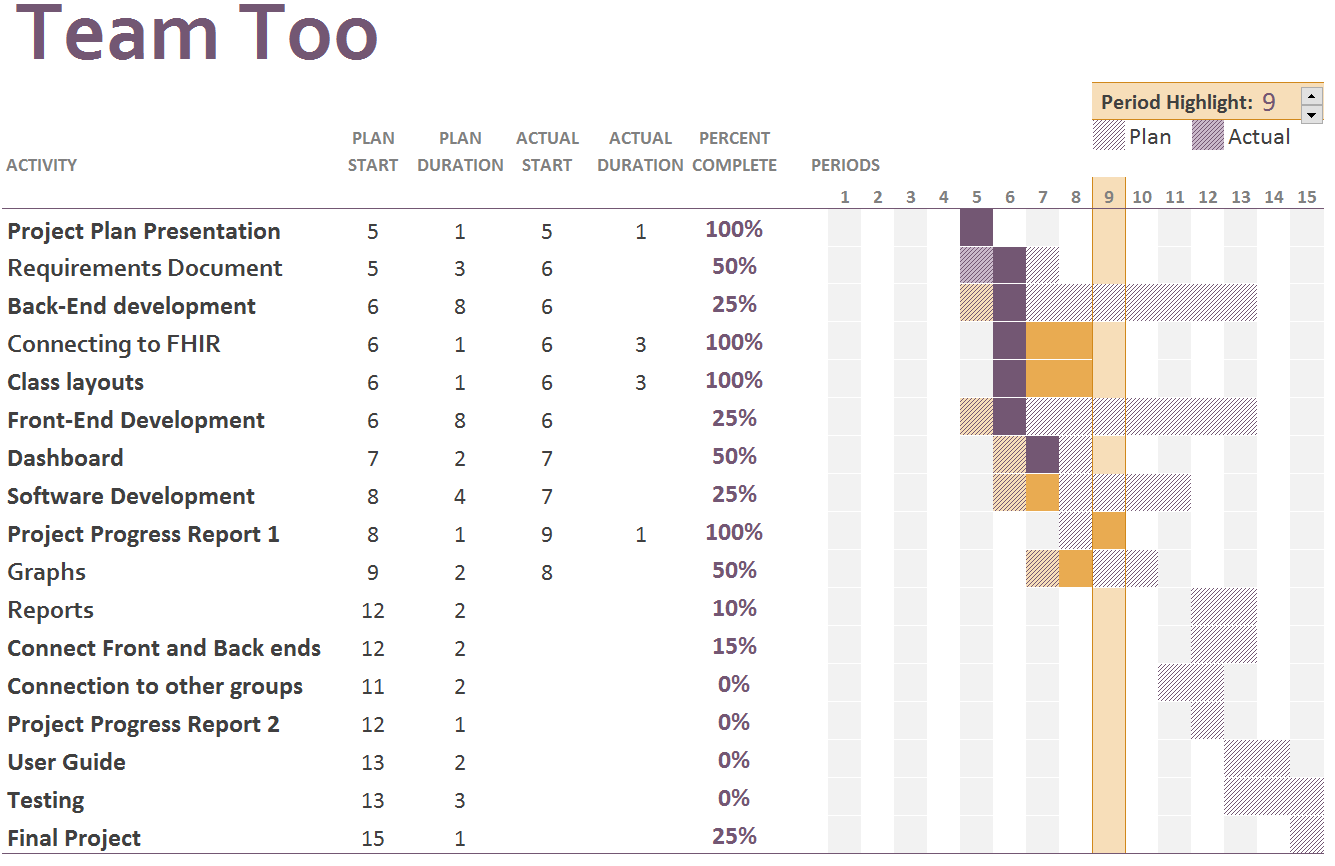 Team Too
Period Highlight: 9
Plan Actual
PLAN PLAN ACTUAL ACTUAL PERCENT
ACTIVITY START DURATION START DURATION COMPLETE PERIODS
1 2 3 4 5 6 7 8 9 10 11 12 13 14 15
Project Plan Presentation 5 1 5 1 100%
Requirements Document 5 3 6 50%
Back-End development 6 8 6 25%
Connecting to FHIR 6 1 6 3 100%
Class layouts 6 1 6 3 100%
Front-End Development 6 8 6 25%
Dashboard 7 2 7 50%
Software Development 8 4 7 25%
Project Progress Report 1 8 1 9 1 100%
Graphs 9 2 8 50%
Reports 12 2 10%
Connect Front and Back ends 12 2 15%
Connection to other groups 11 2 0%
Project Progress Report 2 12 1 0%
User Guide 13 2 0%
Testing 13 3 0%
Final Project 15 1 25%